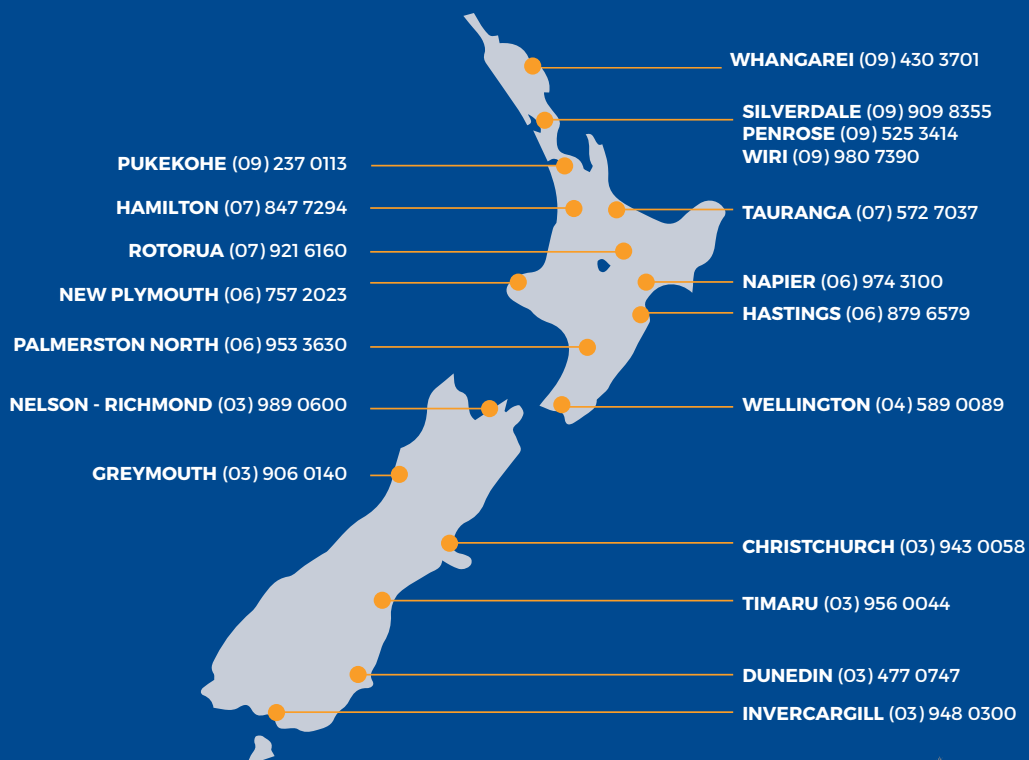 WHANGAREI (09) 430 3701
SILVERDALE (09) 909 8355
PENROSE (09) 525 3414
WIRI (09) 980 7390
PUKEKOHE (09) 237 0113
HAMILTON (07) 847 7294
TAURANGA (07) 572 7037
ROTORUA (07) 921 6160
NEW PLYMOUTH (06) 757 2023
NAPIER (06) 974 3100
HASTINGS (06) 879 6579
PALMERSTON NORTH (06) 953 3630
NELSON - RICHMOND (03) 989 0600
WELLINGTON (04) 589 0089
GREYMOUTH (03) 906 0140
CHRISTCHURCH (03) 943 0058
TIMARU (03) 956 0044
DUNEDIN (03) 477 0747
INVERCARGILL (03) 948 0300